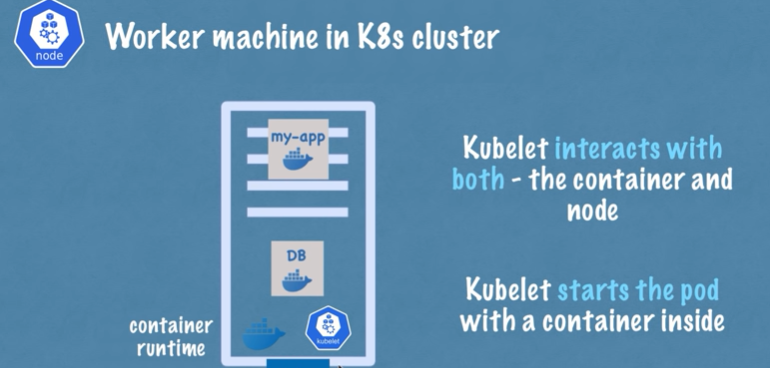 node
Worker machine in K8s cluster
my-app
DB
container
runtime
kubelet
Kubelet interacts with
both - the container and
node
Kubelet starts the pod
with a container inside